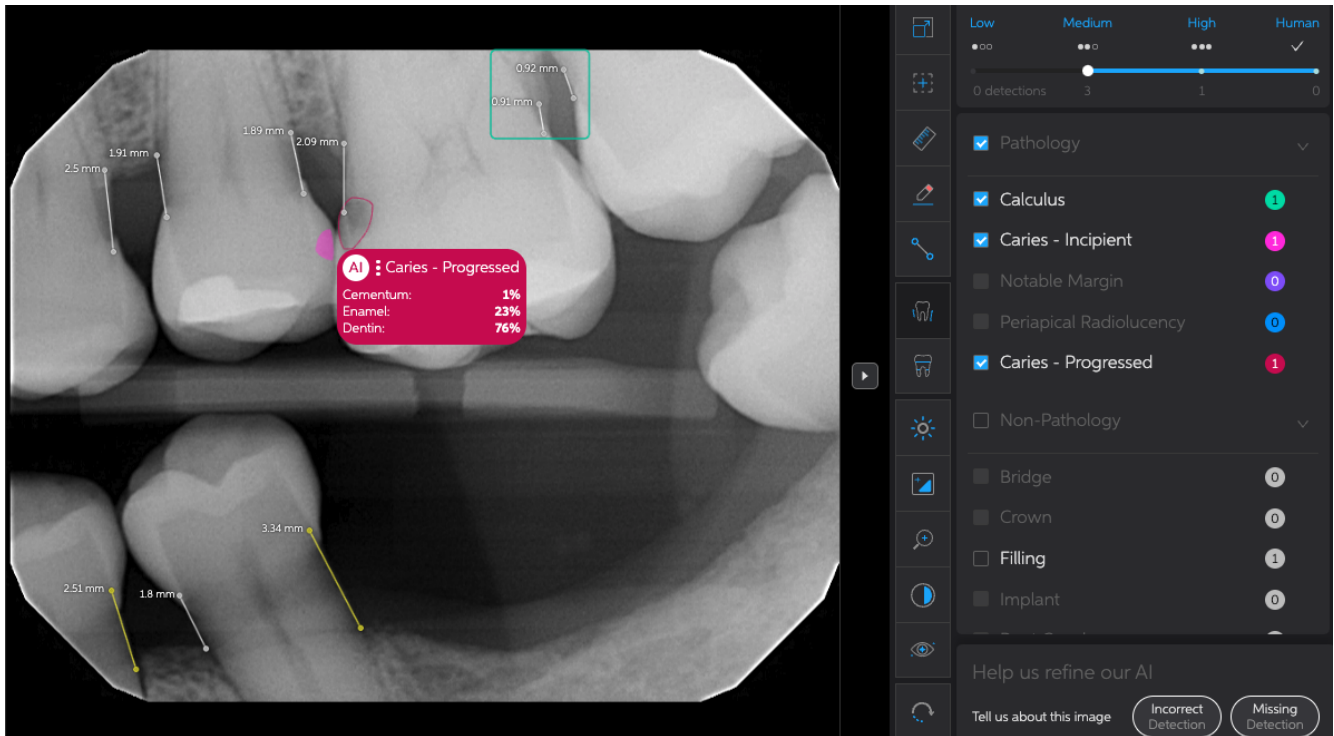 0.92 mm
0.91 mm
1.89 mm
2.09 mm
1.91 mm
2.5 mm
AI Caries - Progressed
Cementum: 1%
Enamel: 23%
Dentin: 76%
3.34 mm
2.51 mm
1.8 mm
Low Medium High Human
0 detections 3 1 0
Pathology
Calculus 1
Caries - Incipient 1
Notable Margin 0
Periapical Radiolucency 0
Caries - Progressed 1
Non-Pathology
Bridge 0
Crown 0
Filling 1
Implant 0
Help us refine our AI
Tell us about this image
Incorrect
Detection
Missing
Detection